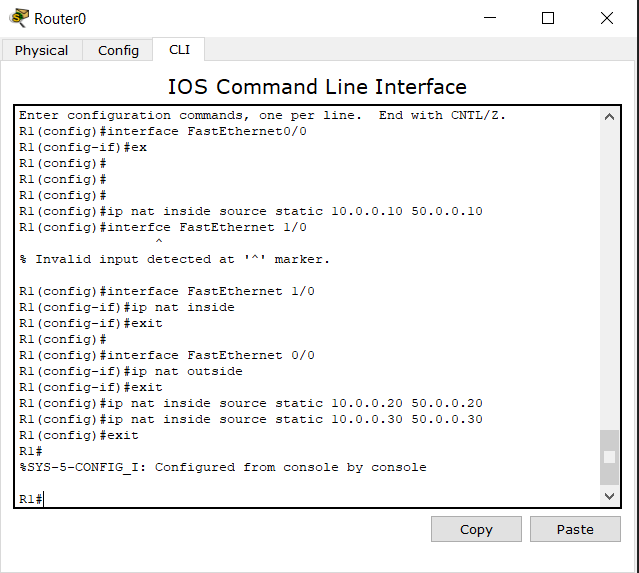 Router0
Physical Config CLI
IOS Command Line Interface
Enter configuration commands, one per line.  End with CNTL/Z.
R1(config)#interface FastEthernet0/0
R1(config-if)#ex
R1(config)#
R1(config)#
R1(config)#
R1(config)#ip nat inside source static 10.0.0.10 50.0.0.10
R1(config)#interfce FastEthernet 1/0
^
% Invalid input detected at '^' marker.
R1(config)#interface FastEthernet 1/0
R1(config-if)#ip nat inside
R1(config-if)#exit
R1(config)#
R1(config)#interface FastEthernet 0/0
R1(config-if)#ip nat outside
R1(config-if)#exit
R1(config)#ip nat inside source static 10.0.0.20 50.0.0.20
R1(config)#ip nat inside source static 10.0.0.30 50.0.0.30
R1(config)#exit
R1#
%SYS-5-CONFIG_I: Configured from console by console
R1#
Copy Paste